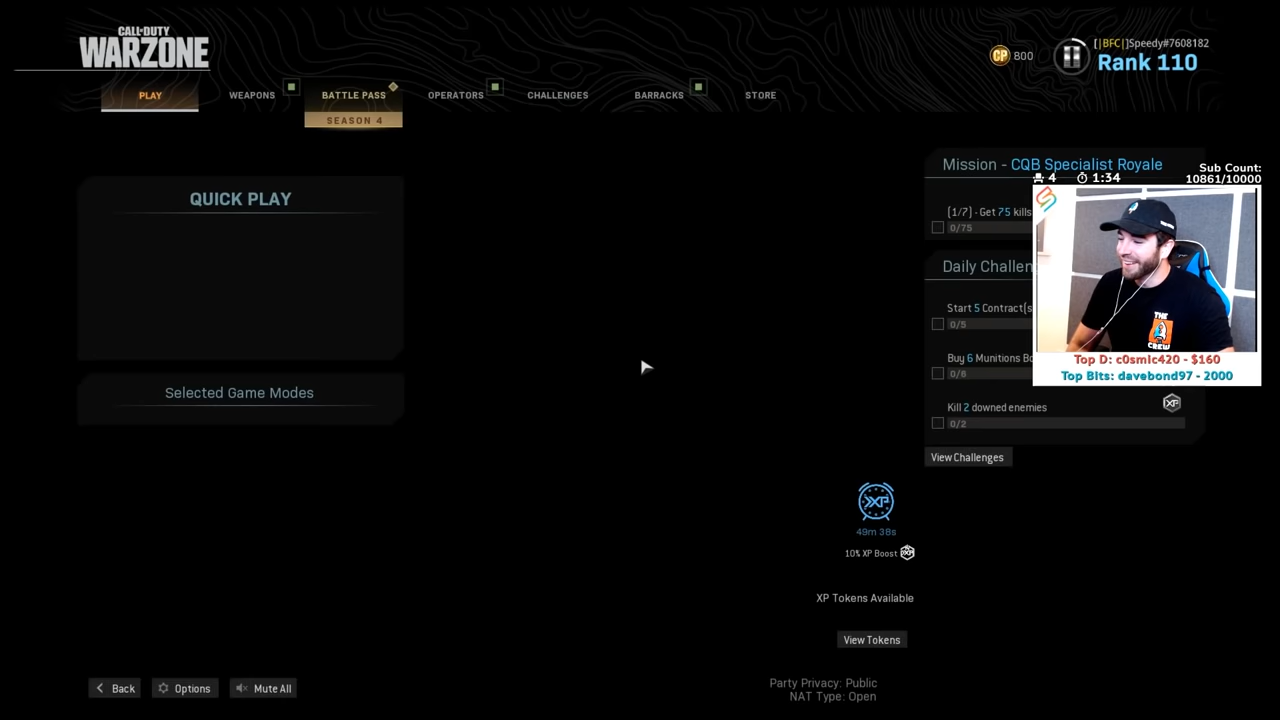 CALL OF DUTY
WARZONE
CP 800
[|BFC|]Speedy#7608182
Rank 110
PLAY
WEAPONS
BATTLE PASS
SEASON 4
OPERATORS
CHALLENGES
BARRACKS
STORE
QUICK PLAY
Selected Game Modes
Mission - CQB Specialist Royale
(1/7) - Get 75 kills
0/75
Daily Challen
Start 5 Contract(s
0/5
Buy 6 Munitions Bo
0/6
Kill 2 downed enemies
XP
0/2
View Challenges
4
1:34
Sub Count:
10861/10000
THE
CREW
Top D: c0smIc420 - $160
Top Bits: davebond97 - 2000
XP
49m 38s
10% XP Boost
XP Tokens Available
View Tokens
Back
Options
Mute All
Party Privacy: Public
NAT Type: Open